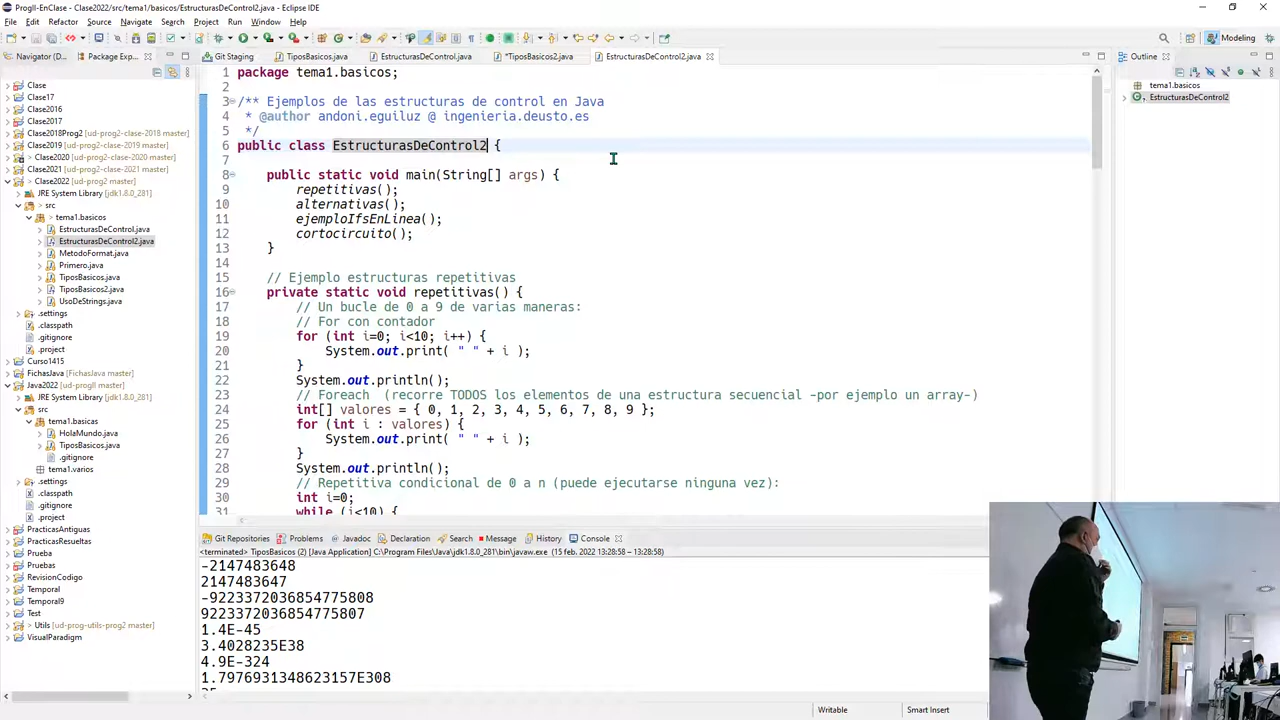 ProgII-EnClase - Clase2022/src/tema1/basicos/EstructurasDeControl2.java - Eclipse IDE
File Edit Refactor Source Navigate Search Project Run Window Help
Modeling
Navigator (D...
Package Exp...
Clase
Clase17
Clase2016
Clase2017
Clase2018Prog2 [ud-prog2-clase-2018 master]
Clase2019 [ud-prog2-clase-2019 master]
Clase2020 [ud-prog2-clase-2020 master]
Clase2021 [ud-prog2-clase-2021 master]
Clase2022 [ud-prog2 master]
JRE System Library [jdk1.8.0_281]
src
tema1.basicos
EstructurasDeControl.java
EstructurasDeControl2.java
MetodoFormat.java
Primero.java
TiposBasicos.java
TiposBasicos2.java
UsoDeStrings.java
.settings
.classpath
.gitignore
.project
Curso1415
FichasJava [FichasJava master]
Java2022 [ud-progII master]
JRE System Library [jdk1.8.0_281]
src
tema1.basicas
HolaMundo.java
TiposBasicos.java
.gitignore
tema1.varios
.settings
.classpath
.gitignore
.project
PracticasAntiguas
PracticasResueltas
Prueba
Pruebas
RevisionCodigo
Temporal
Temporal9
Test
Utils [ud-prog-utils-prog2 master]
VisualParadigm
Git Staging
TiposBasicos.java
EstructurasDeControl.java
*TiposBasicos2.java
EstructurasDeControl2.java
1 package tema1.basicos;
2
3 /** Ejemplos de las estructuras de control en Java
4 * @author andoni.eguiluz @ ingenieria.deusto.es
5 */
6 public class EstructurasDeControl2 {
7
8 public static void main(String[] args) {
9 repetitivas();
10 alternativas();
11 ejemploIfsEnLinea();
12 cortocircuito();
13 }
14
15 // Ejemplo estructuras repetitivas
16 private static void repetitivas() {
17 // Un bucle de 0 a 9 de varias maneras:
18 // For con contador
19 for (int i=0; i<10; i++) {
20 System.out.print( " " + i );
21 }
22 System.out.println();
23 // Foreach (recorre TODOS los elementos de una estructura secuencial -por ejemplo un array-)
24 int[] valores = { 0, 1, 2, 3, 4, 5, 6, 7, 8, 9 };
25 for (int i : valores) {
26 System.out.print( " " + i );
27 }
28 System.out.println();
29 // Repetitiva condicional de 0 a n (puede ejecutarse ninguna vez):
30 int i=0;
31 while (i<10) {
Outline
tema1.basicos
EstructurasDeControl2
Git Repositories
Problems
Javadoc
Declaration
Search
Message
History
Console
<terminated> TiposBasicos (2) [Java Application] C:\Program Files\Java\jdk1.8.0_281\bin\javaw.exe (15 feb. 2022 13:28:58 – 13:28:58)
-2147483648
2147483647
-9223372036854775808
9223372036854775807
1.4E-45
3.4028235E38
4.9E-324
1.7976931348623157E308
Writable
Smart Insert